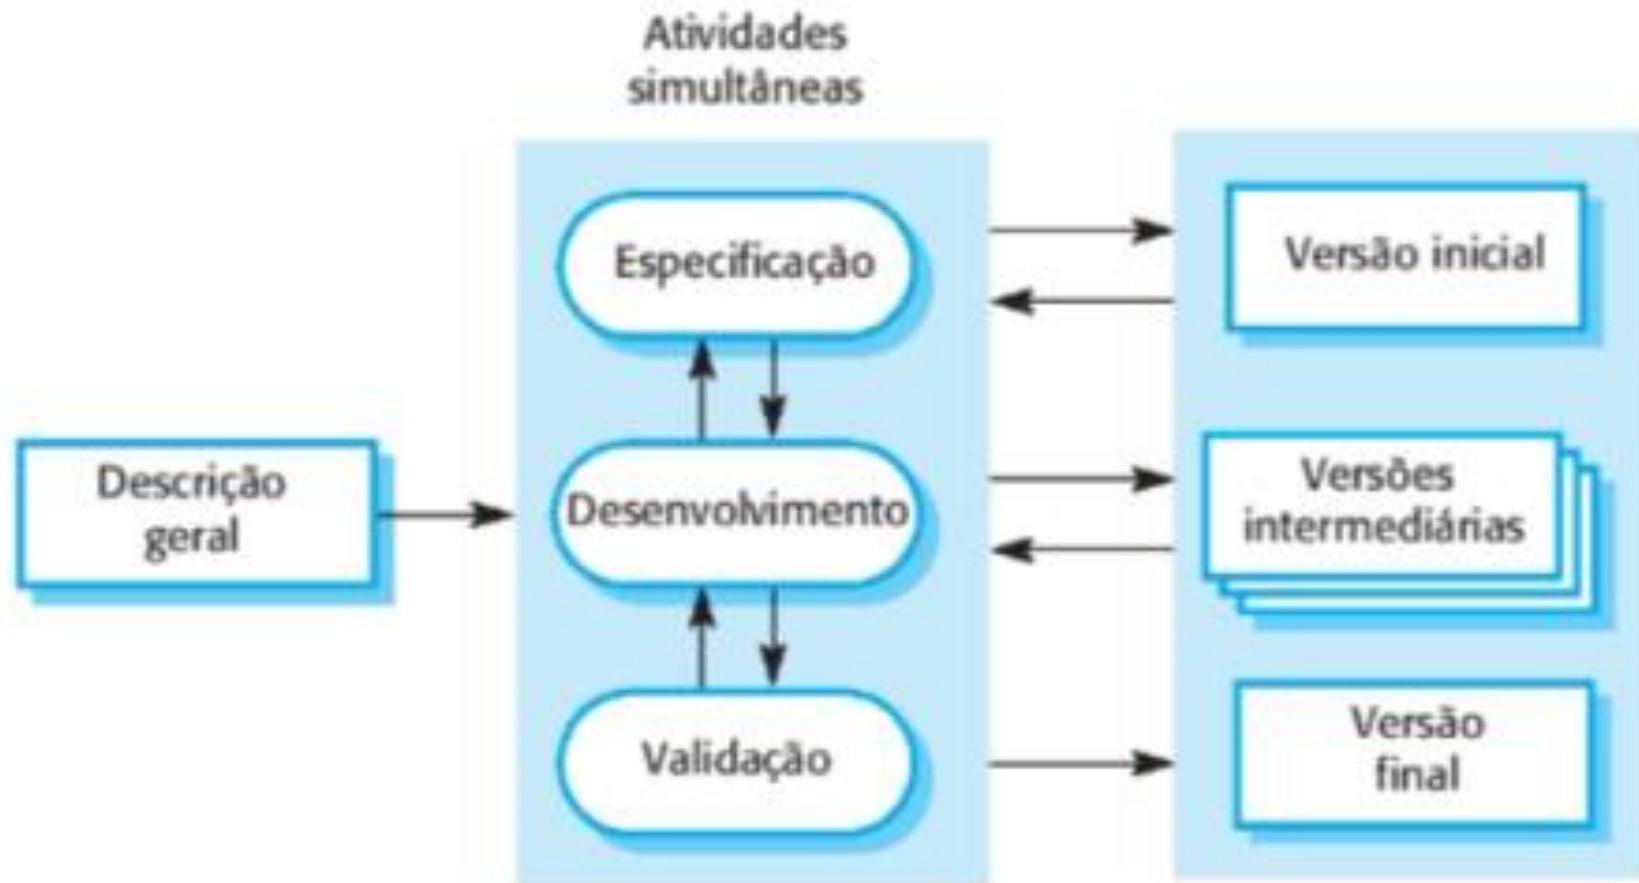 Atividades
simultâneas
Especificação
Versão inicial
Descrição
geral
Desenvolvimento
Versões
intermediárias
Validação
Versão
final